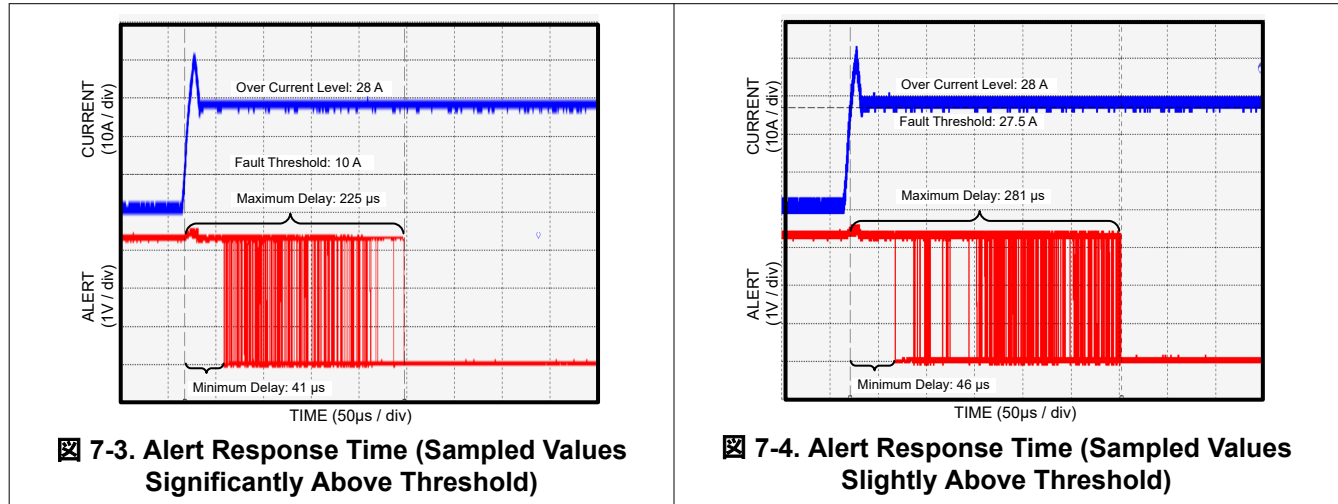 CURRENT
(10A / div)
Over Current Level: 28 A
Fault Threshold: 10 A
Maximum Delay: 225 µs
ALERT
(1V / div)
Minimum Delay: 41 µs
TIME (50µs / div)
図 7-3. Alert Response Time (Sampled Values
Significantly Above Threshold)
CURRENT
(10A / div)
Over Current Level: 28 A
Fault Threshold: 27.5 A
Maximum Delay: 281 µs
ALERT
(1V / div)
Minimum Delay: 46 µs
TIME (50µs / div)
図 7-4. Alert Response Time (Sampled Values
Slightly Above Threshold)